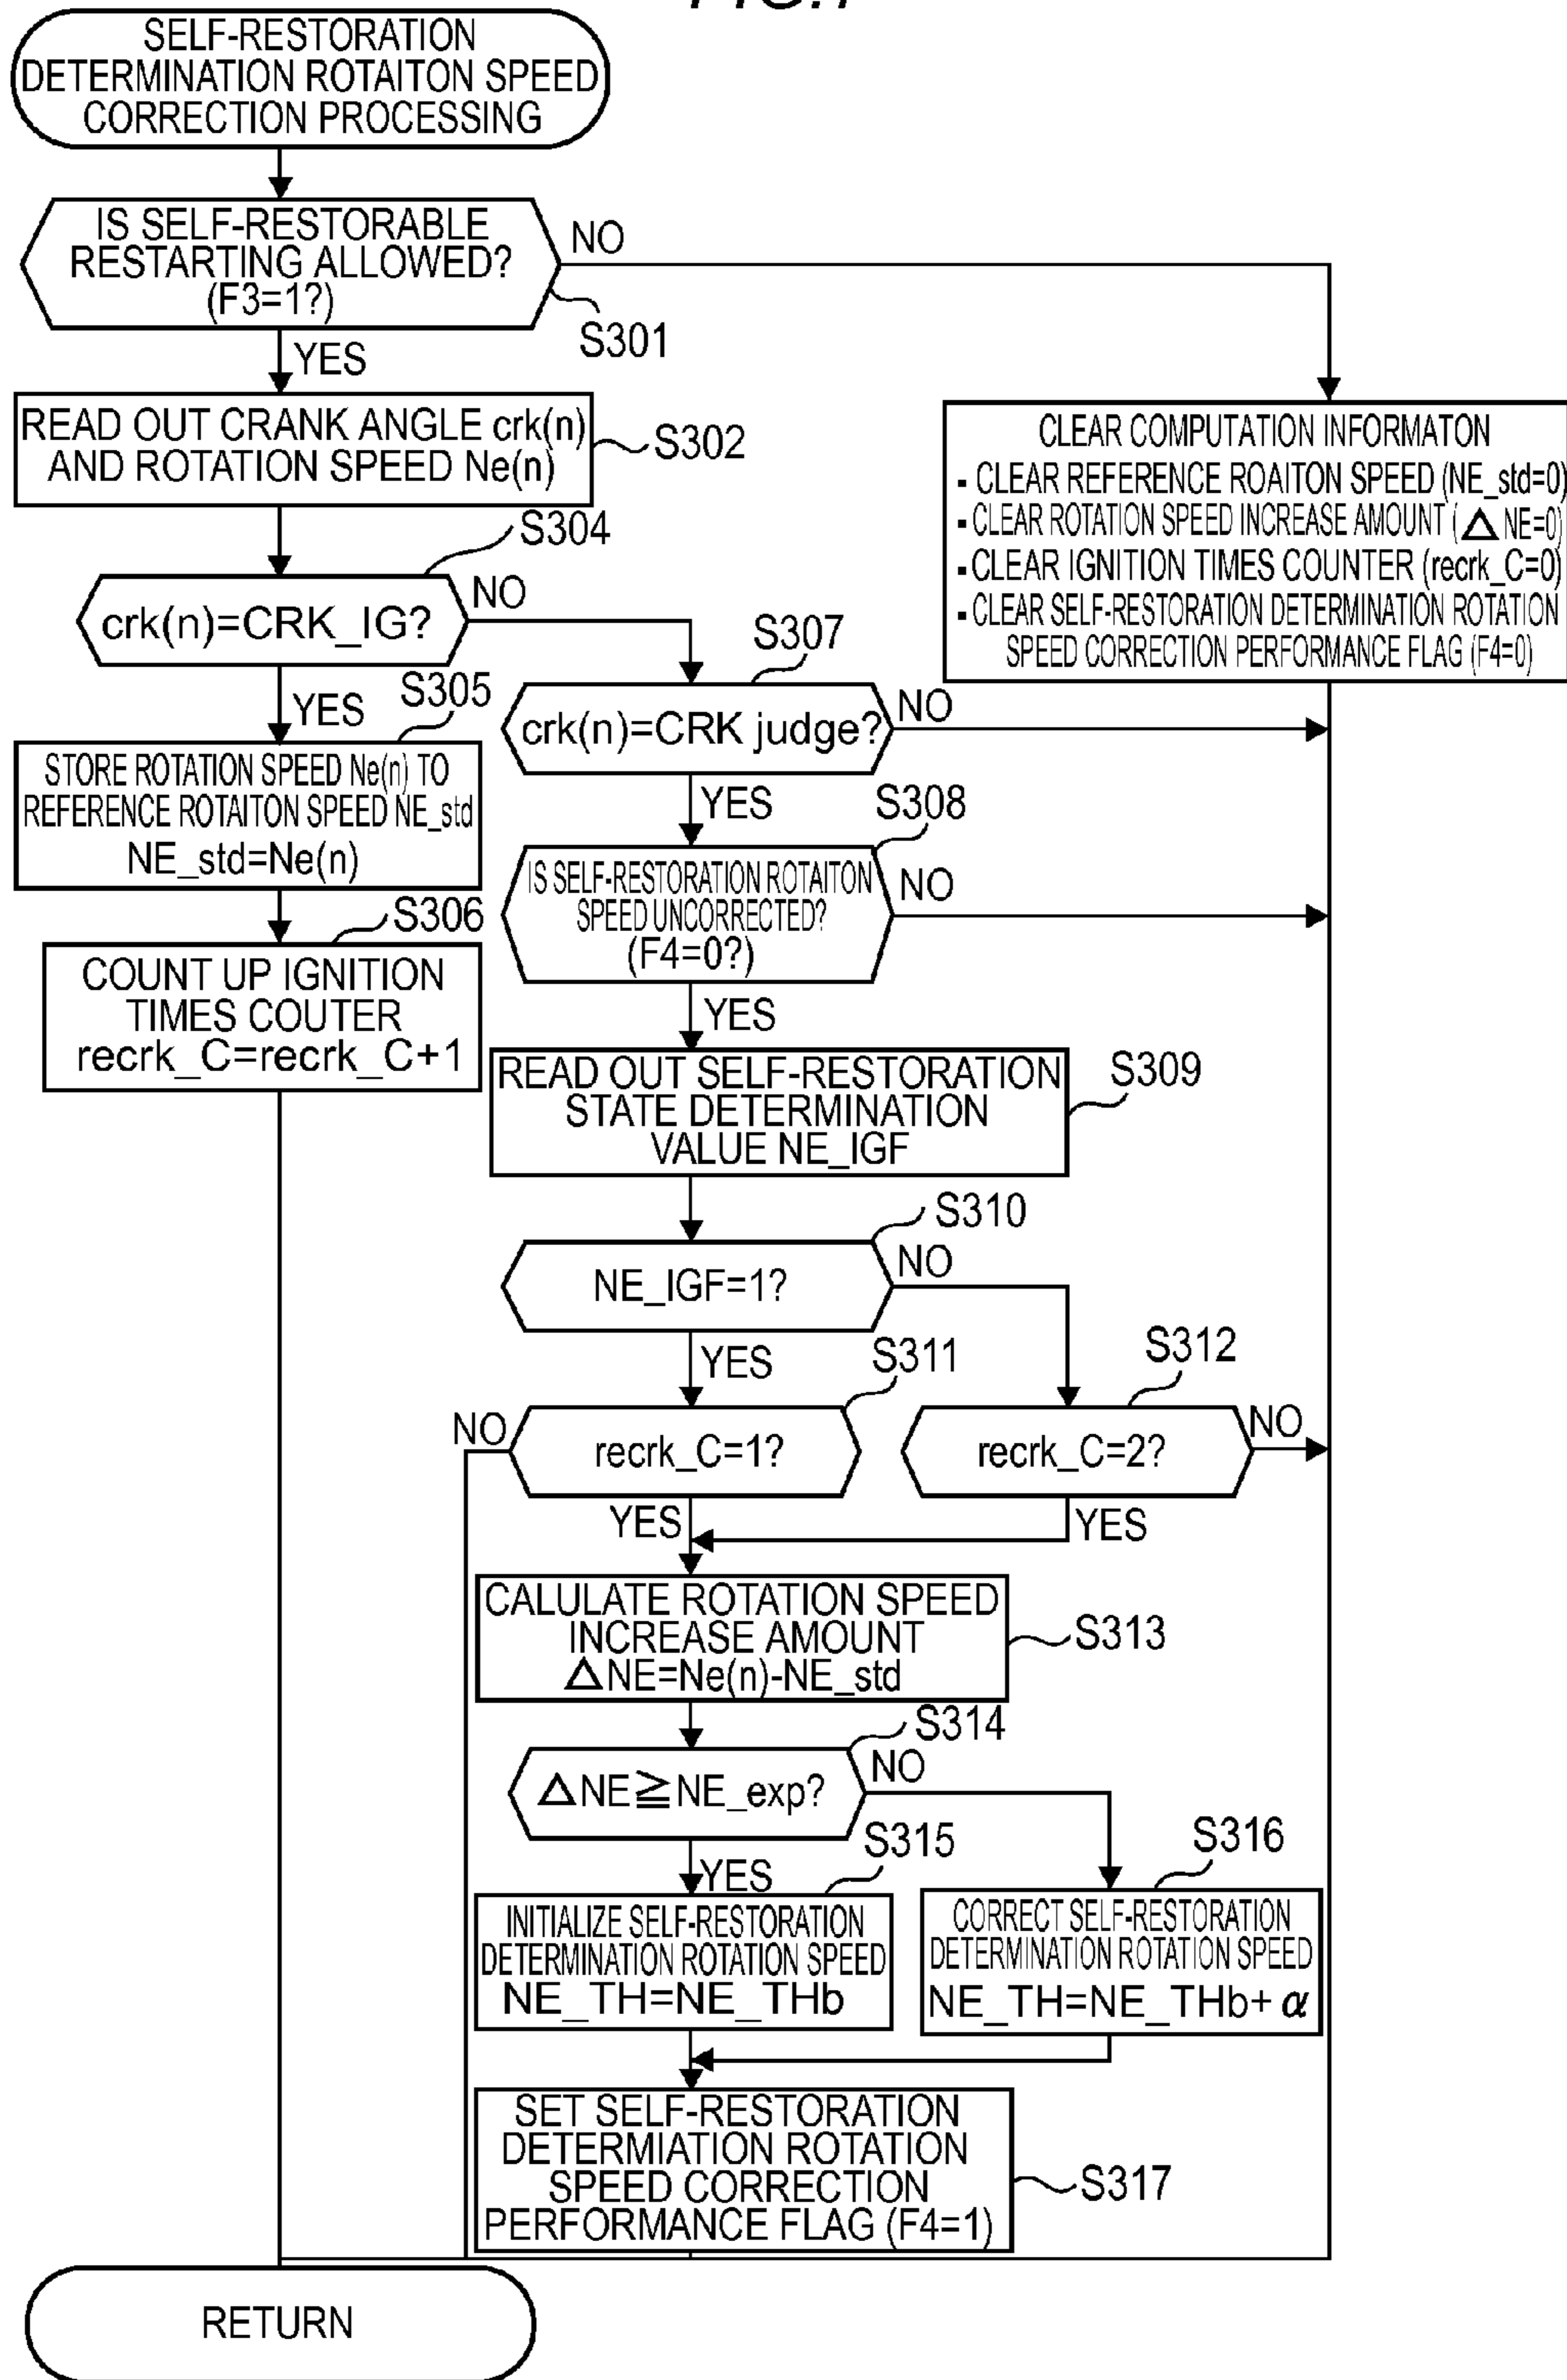 SELF-RESTORATION
DETERMINATION ROTAITON SPEED
CORRECTION PROCESSING
IS SELF-RESTORABLE
RESTARTING ALLOWED?
(F3=1?)
NO
S301
YES
READ OUT CRANK ANGLE crk(n)
AND ROTATION SPEED Ne(n)
S302
CLEAR COMPUTATION INFORMATON
- CLEAR REFERENCE ROAITON SPEED (NE_std=0)
- CLEAR ROTATION SPEED INCREASE AMOUNT (△NE=0)
- CLEAR IGNITION TIMES COUNTER (recrk_C=0)
- CLEAR SELF-RESTORATION DETERMINATION ROTATION
SPEED CORRECTION PERFORMANCE FLAG (F4=0)
S304
crk(n)=CRK_IG?
NO
YES
S305
STORE ROTATION SPEED Ne(n) TO
REFERENCE ROTAITON SPEED NE_std
NE_std=Ne(n)
S306
COUNT UP IGNITION
TIMES COUTER
recrk_C=recrk_C+1
S307
crk(n)=CRK judge?
NO
YES
S308
IS SELF-RESTORATION ROTAITON
SPEED UNCORRECTED?
(F4=0?)
NO
YES
READ OUT SELF-RESTORATION
STATE DETERMINATION
VALUE NE_IGF
S309
S310
NE_IGF=1?
NO
YES
S311
S312
NO
recrk_C=1?
recrk_C=2?
NO
YES
YES
CALULATE ROTATION SPEED
INCREASE AMOUNT
△NE=Ne(n)-NE_std
S313
S314
△NE≧NE_exp?
NO
YES
S315
S316
INITIALIZE SELF-RESTORATION
DETERMINATION ROTATION SPEED
NE_TH=NE_THb
CORRECT SELF-RESTORATION
DETERMINATION ROTATION SPEED
NE_TH=NE_THb+α
SET SELF-RESTORATION
DETERMIATION ROTATION
SPEED CORRECTION
PERFORMANCE FLAG (F4=1)
S317
RETURN